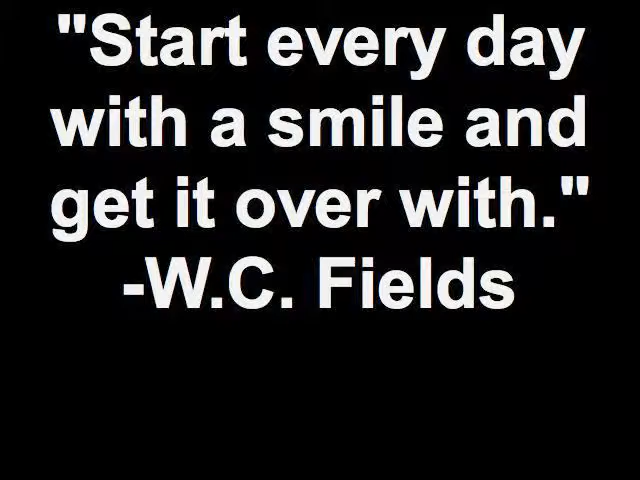 "Start every day
with a smile and
get it over with."
-W.C. Fields